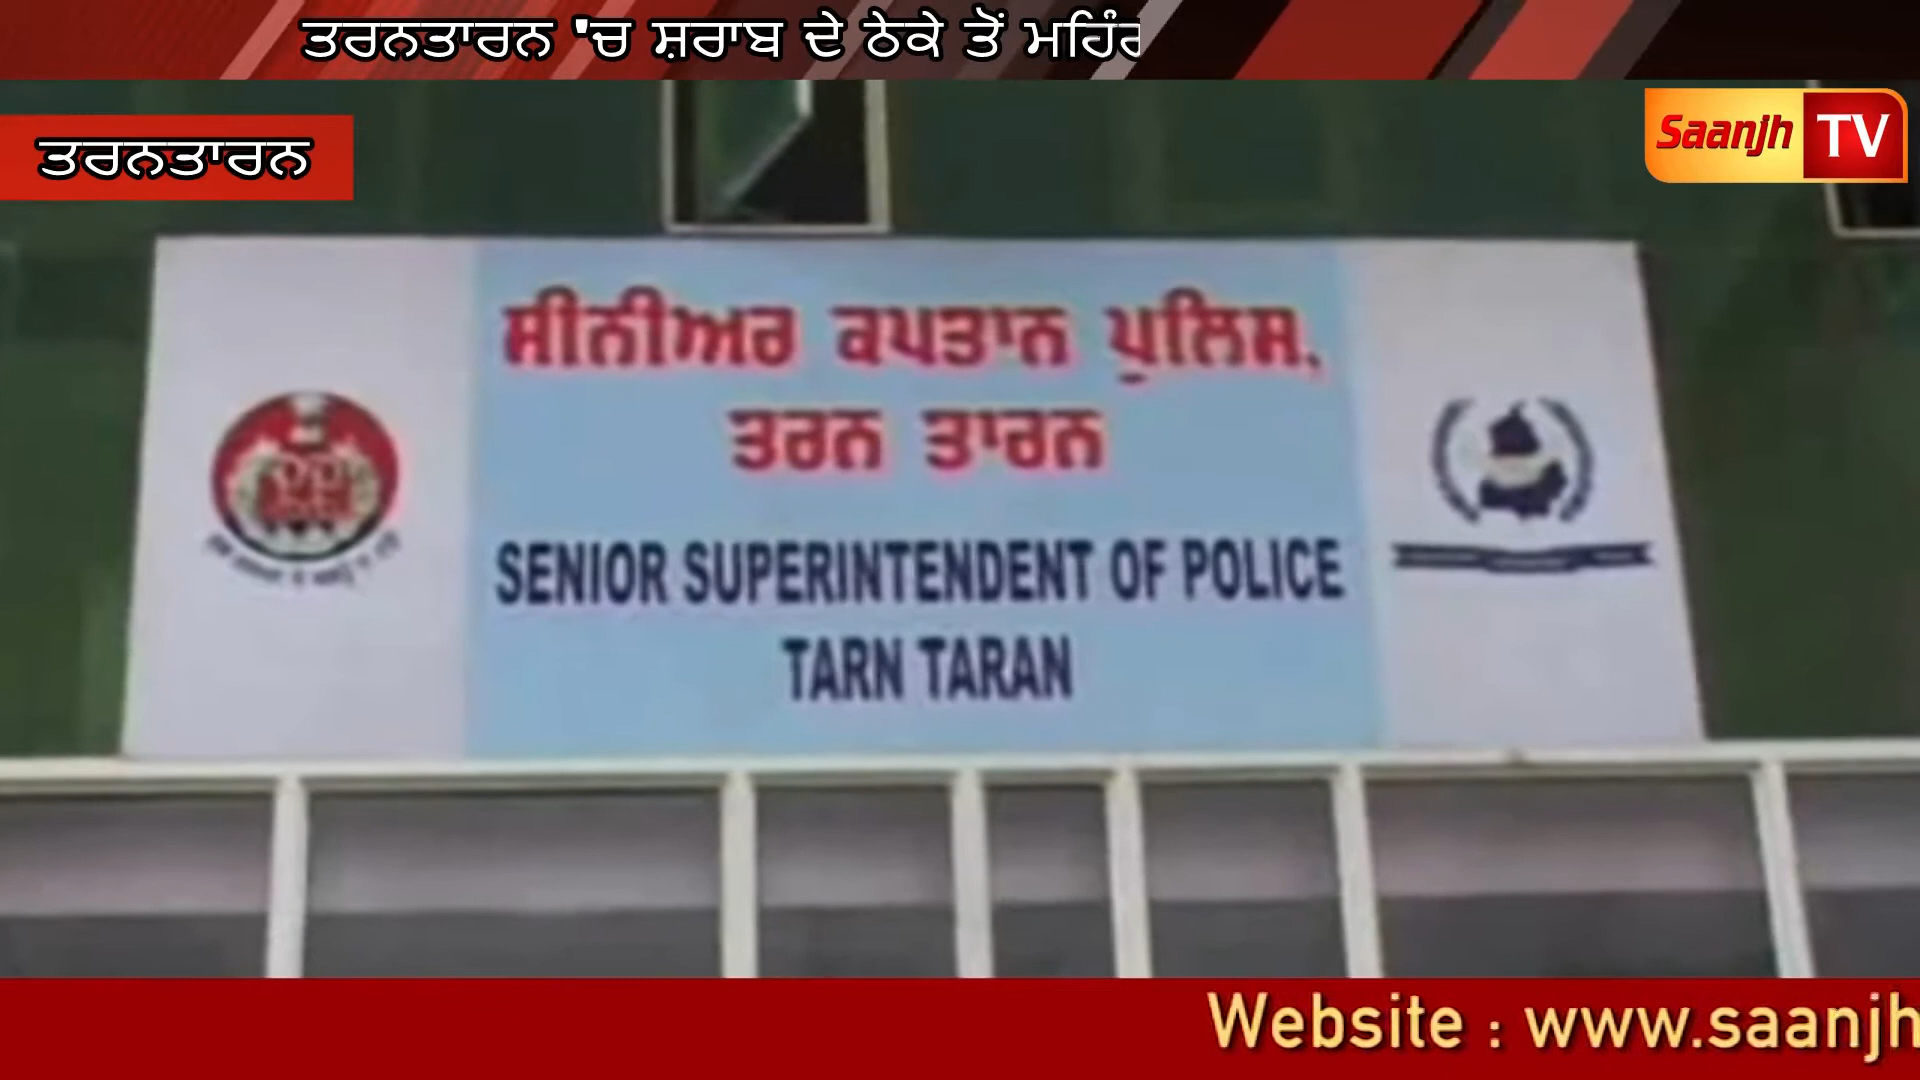 ਤਰਨਤਾਰਨ 'ਚ ਸ਼ਰਾਬ ਦੇ ਠੇਕੇ ਤੋਂ
ਤਰਨਤਾਰਨ
Saanjh TV
ਸੀਨੀਅਰ ਕਪਤਾਨ ਪੁਲਿਸ,
ਤਰਨ ਤਾਰਨ
SENIOR SUPERINTENDENT OF POLICE
TARN TARAN
Website : www.saanjh